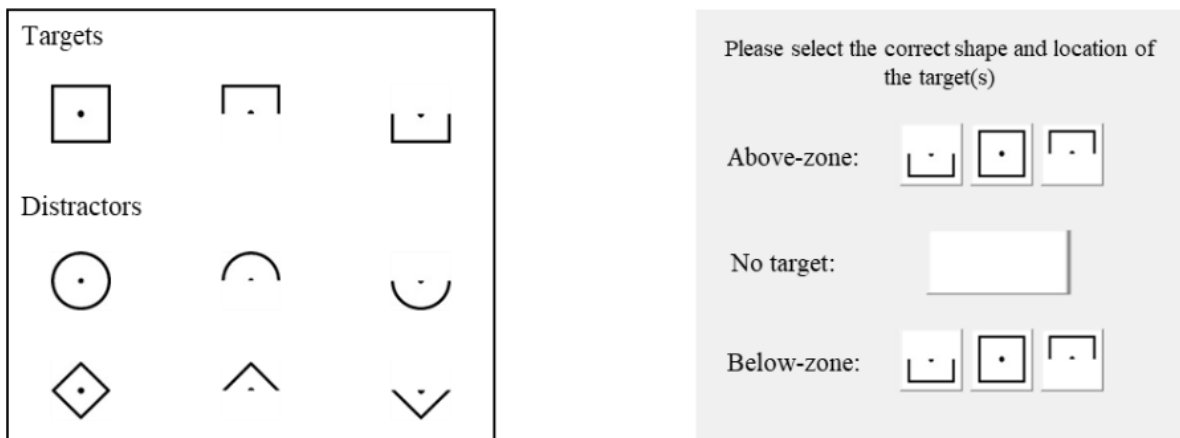 Targets
Distractors
Please select the correct shape and location of
the target(s)
Above-zone:
No target:
Below-zone: